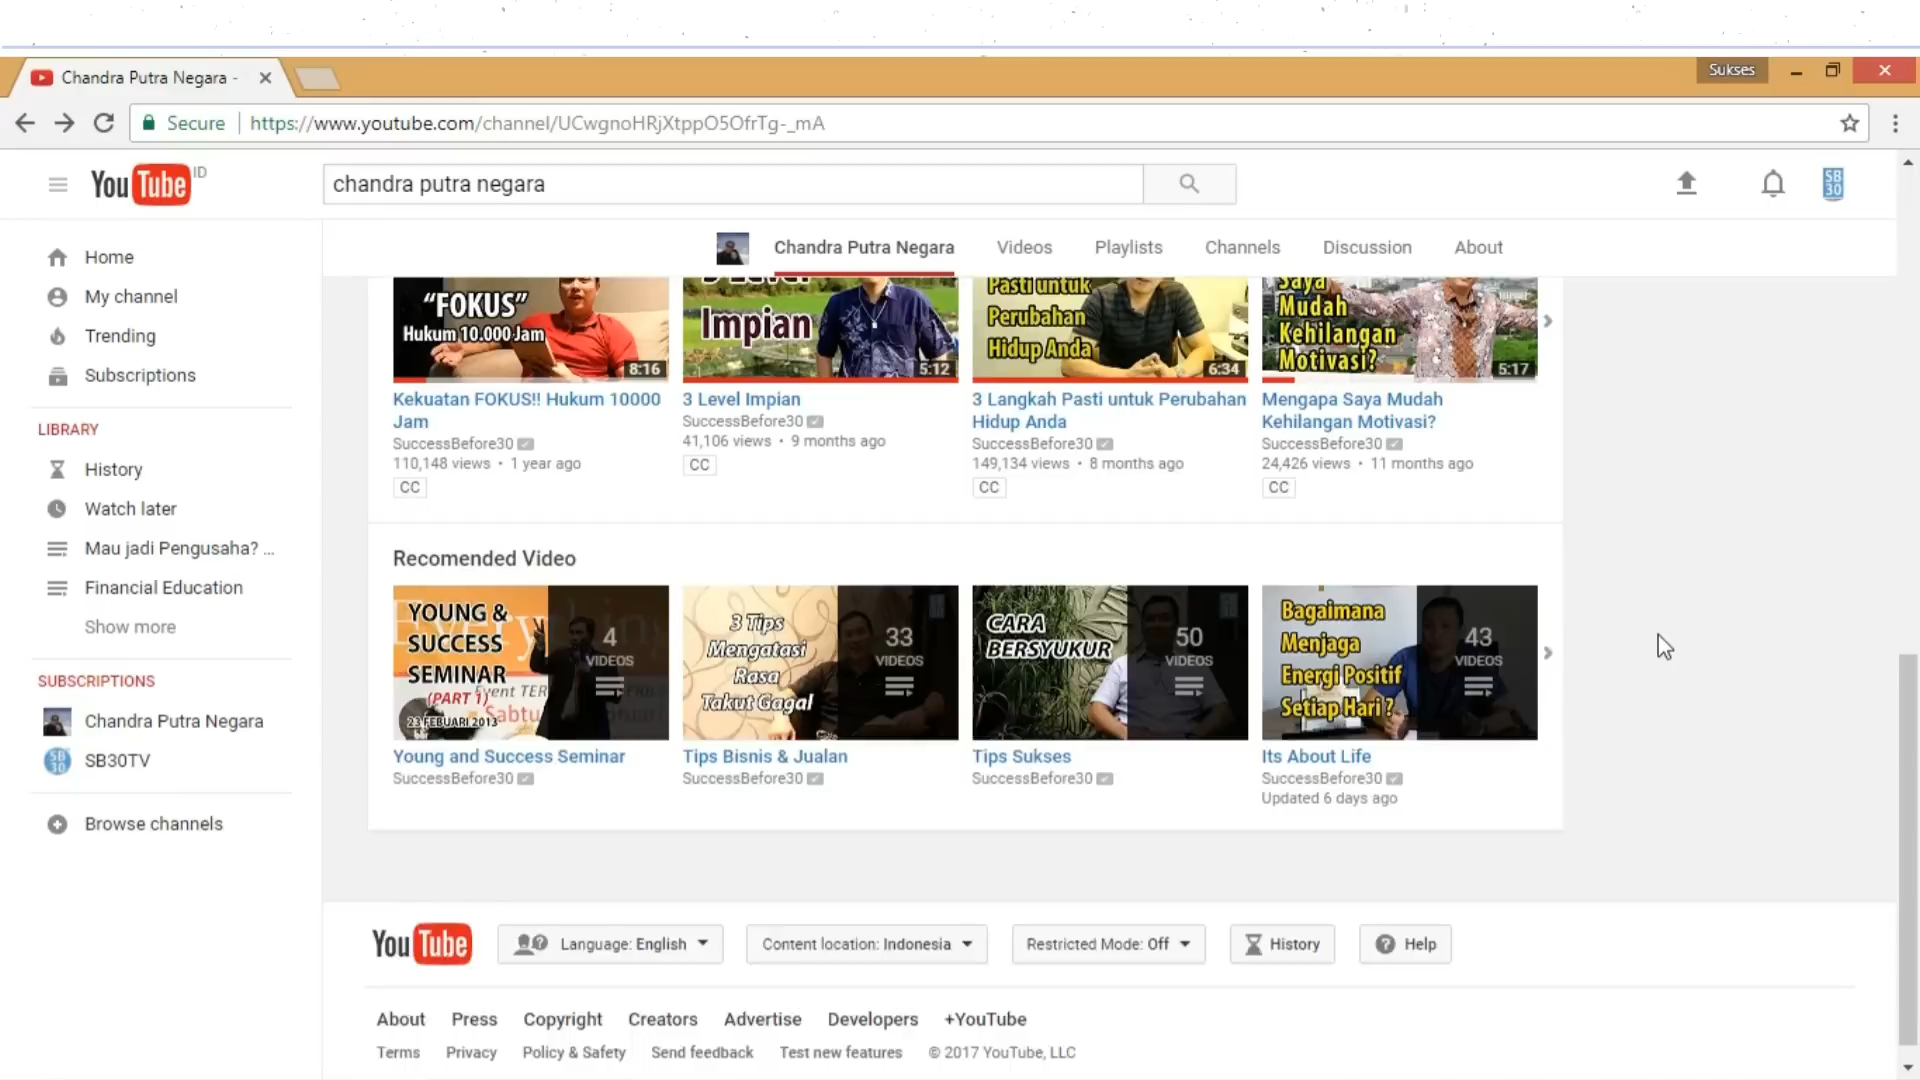 Chandra Putra Negara -
Sukses
Secure
https://www.youtube.com/channel/UCwgnoHRjXtppO5OfrTg-_mA
YouTube ID
chandra putra negara
SB
30
Home
My channel
Trending
Subscriptions
LIBRARY
History
Watch later
Mau jadi Pengusaha? ...
Financial Education
Show more
SUBSCRIPTIONS
Chandra Putra Negara
SB
30
SB30TV
Browse channels
Chandra Putra Negara Videos Playlists Channels Discussion About
“FOKUS”
Hukum 10.000 Jam
8:16
Kekuatan FOKUS!! Hukum 10000
Jam
SuccessBefore30
110,148 views • 1 year ago
CC
3 Level
Impian
5:12
3 Level Impian
SuccessBefore30
41,106 views • 9 months ago
CC
Pasti untuk
Perubahan
Hidup Anda
6:34
3 Langkah Pasti untuk Perubahan
Hidup Anda
SuccessBefore30
149,134 views • 8 months ago
CC
Saya
Mudah
Kehilangan
Motivasi?
5:17
Mengapa Saya Mudah
Kehilangan Motivasi?
SuccessBefore30
24,426 views • 11 months ago
CC
Recomended Video
YOUNG &
SUCCESS
SEMINAR
(PART 1)
23 FEBUARI 2013
4
VIDEOS
Young and Success Seminar
SuccessBefore30
3 Tips
Mengatasi
Rasa
Takut Gagal
33
VIDEOS
Tips Bisnis & Jualan
SuccessBefore30
CARA
BERSYUKUR
50
VIDEOS
Tips Sukses
SuccessBefore30
Bagaimana
Menjaga
Energi Positif
Setiap Hari?
43
VIDEOS
Its About Life
SuccessBefore30
Updated 6 days ago
YouTube
Language: English
Content location: Indonesia
Restricted Mode: Off
History
Help
About Press Copyright Creators Advertise Developers +YouTube
Terms Privacy Policy & Safety Send feedback Test new features © 2017 YouTube, LLC